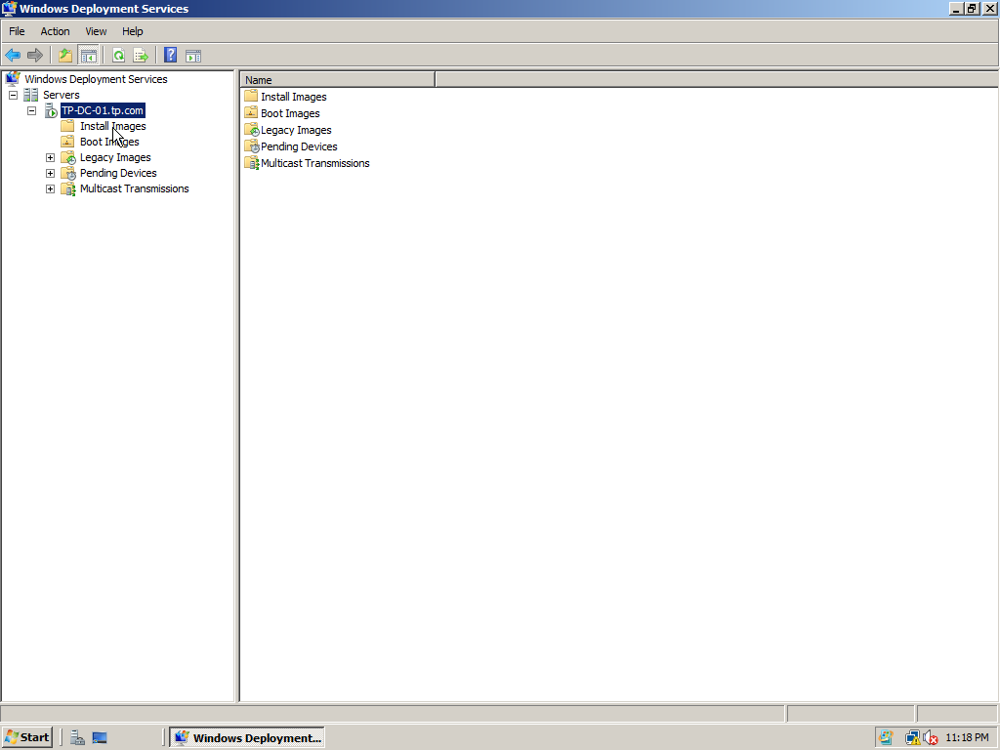 Windows Deployment Services
File Action View Help
Windows Deployment Services
Servers
TP-DC-01.tp.com
Install Images
Boot Images
Legacy Images
Pending Devices
Multicast Transmissions
Name
Install Images
Boot Images
Legacy Images
Pending Devices
Multicast Transmissions
Start
Windows Deployment...
11:18 PM